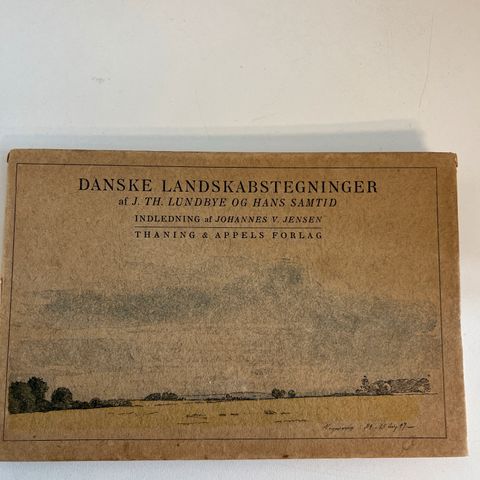 DANSKE LANDSKABSTEGNINGER
af J. TH. LUNDBYE OG HANS SAMTID
INDLEDNING af JOHANNES V. JENSEN
THANING & APPELS FORLAG